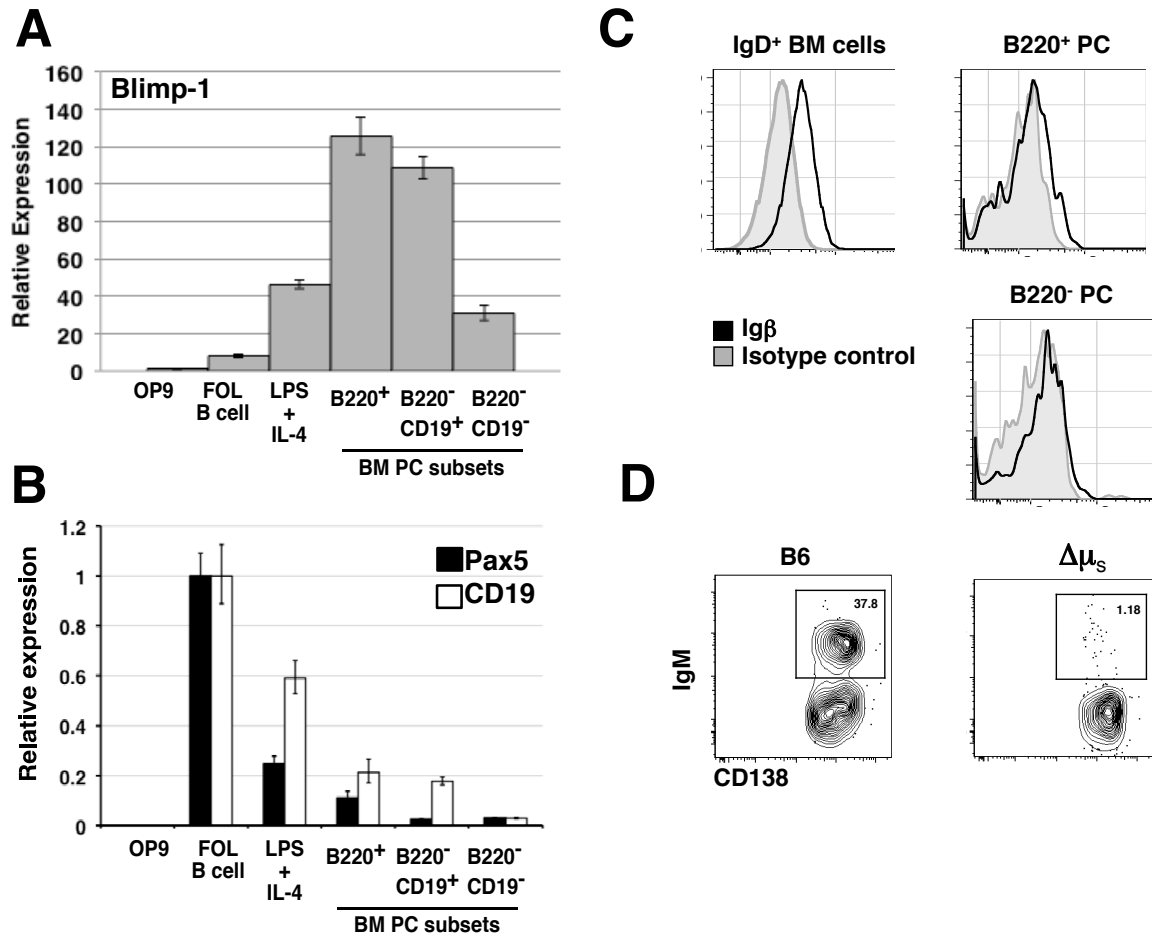 A
Blimp-1
Relative Expression
160
140
120
100
80
60
40
20
0
OP9
FOL
B cell
LPS
+
IL-4
B220+
B220-
CD19+
B220-
CD19-
BM PC subsets
B
Pax5
CD19
Relative expression
1.2
1
0.8
0.6
0.4
0.2
0
OP9
FOL
B cell
LPS
+
IL-4
B220+
B220-
CD19+
B220-
CD19-
BM PC subsets
C
IgD+ BM cells
B220+ PC
B220- PC
Igβ
Isotype control
D
B6
ΔμS
37.8
1.18
IgM
CD138